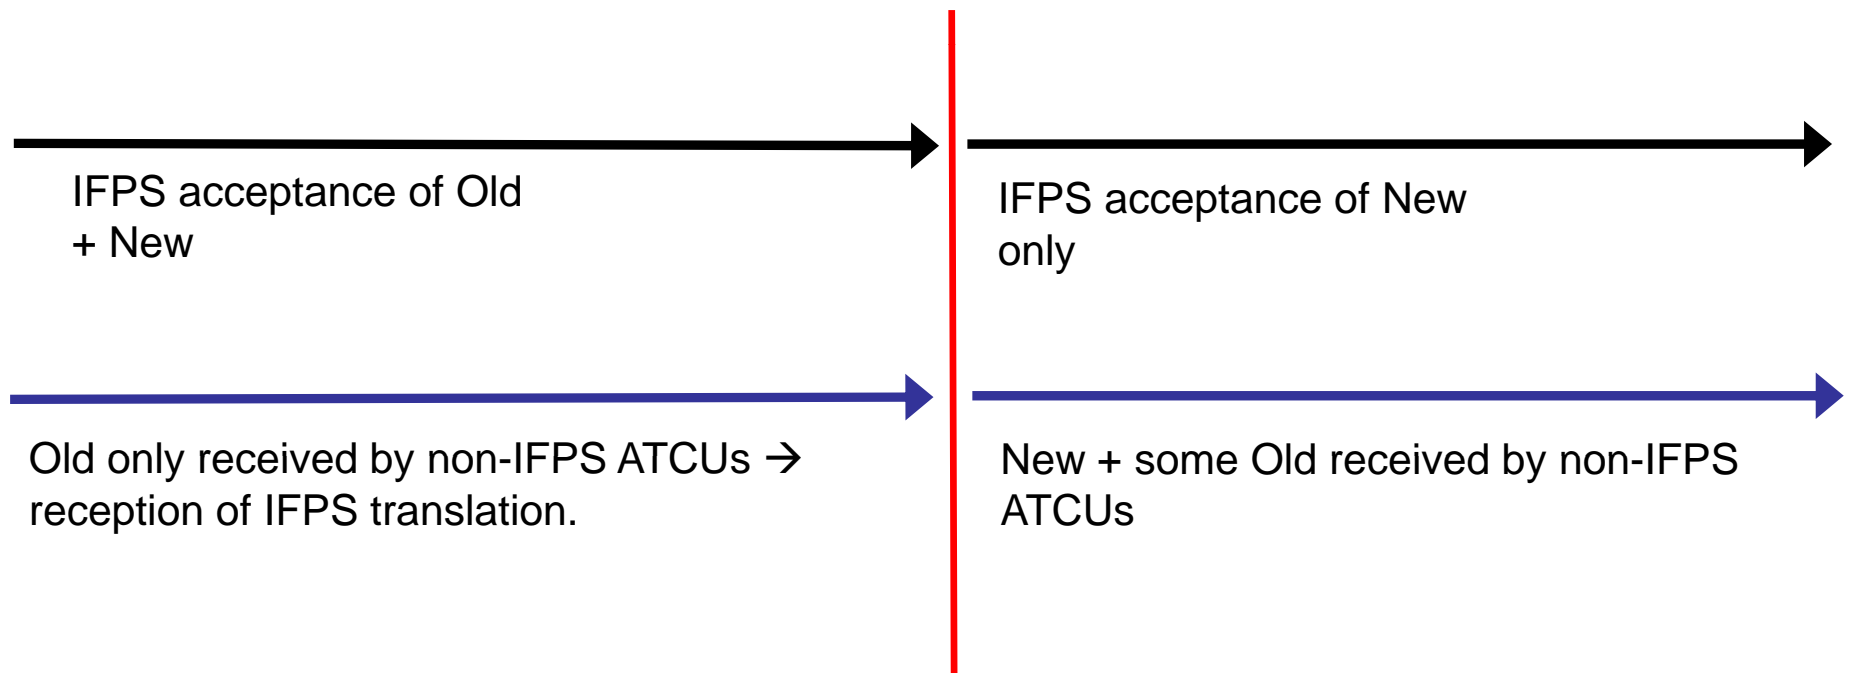 IFPS acceptance of Old
+ New
IFPS acceptance of New
only
Old only received by non-IFPS ATCUs →
reception of IFPS translation.
New + some Old received by non-IFPS
ATCUs